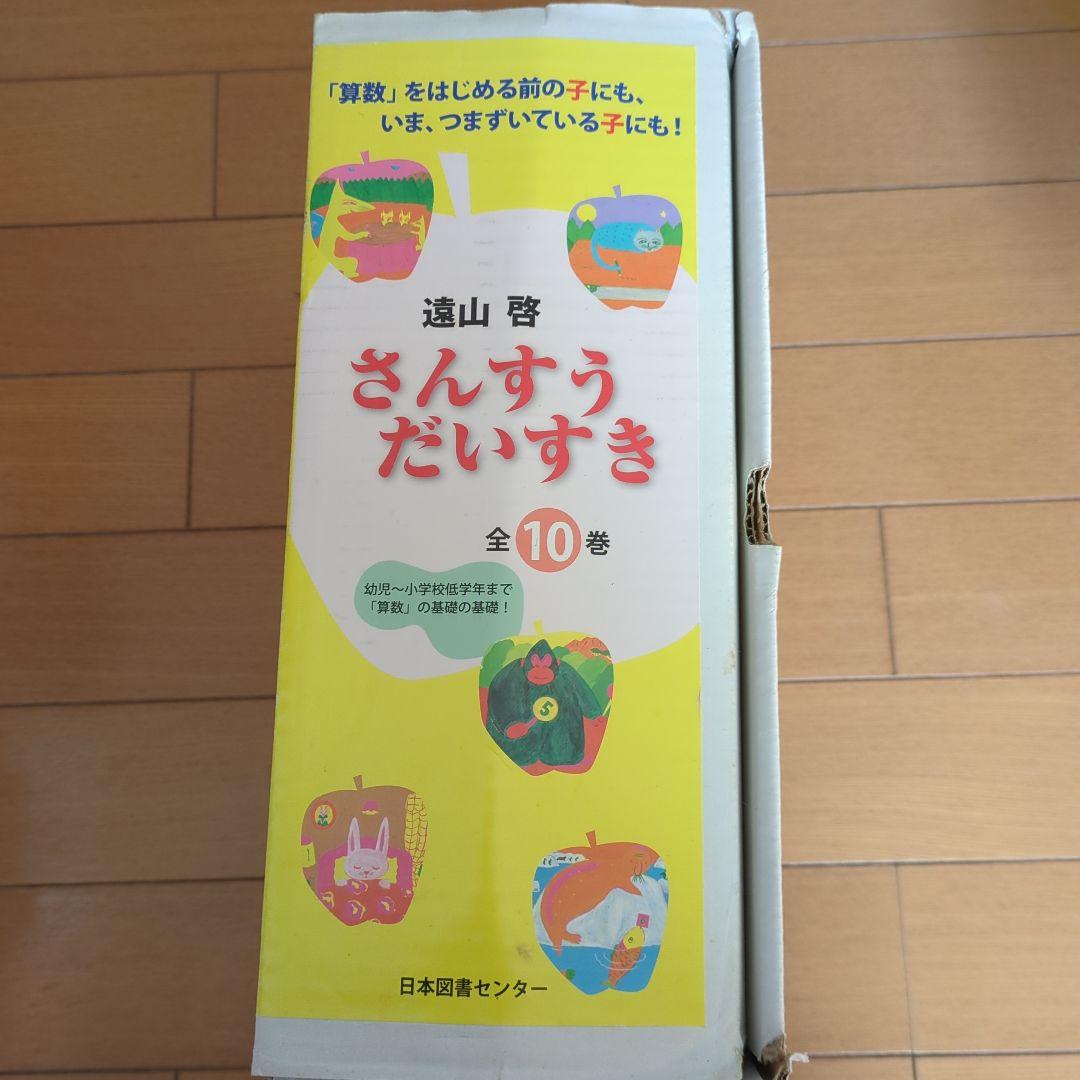 「算数」をはじめる前の子にも、
いま、つまずいている子にも！
遠山 啓
さんすう
だいすき
全10巻
幼児～小学校低学年まで
「算数」の基礎の基礎！
5
6
日本図書センター